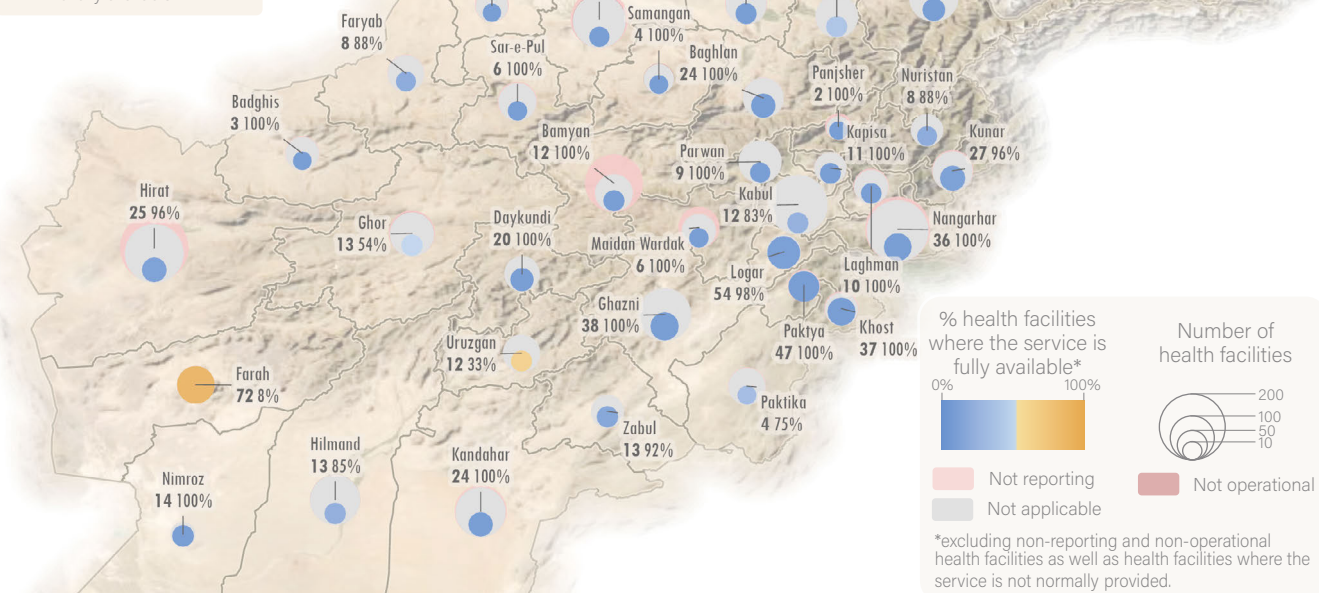 Faryab
8 88%
Samangan
4 100%
Sar-e-Pul
6 100%
Baghlan
24 100%
Panjsher
2 100%
Nuristan
8 88%
Badghis
3 100%
Bamyan
12 100%
Parwan
9 100%
Kapisa
11 100%
Kunar
27 96%
Hirat
25 96%
Ghor
13 54%
Daykundi
20 100%
Maidan Wardak
6 100%
Kabul
12 83%
Nangarhar
36 100%
Logar
54 98%
Laghman
10 100%
Ghazni
38 100%
Paktya
47 100%
Khost
37 100%
Uruzgan
12 33%
Farah
72 8%
Paktika
4 75%
Zabul
13 92%
Hilmand
13 85%
Kandahar
24 100%
Nimroz
14 100%
% health facilities
where the service is
fully available*
0% 100%
Number of
health facilities
200
100
50
10
Not reporting
Not operational
Not applicable
*excluding non-reporting and non-operational
health facilities as well as health facilities where the
service is not normally provided.